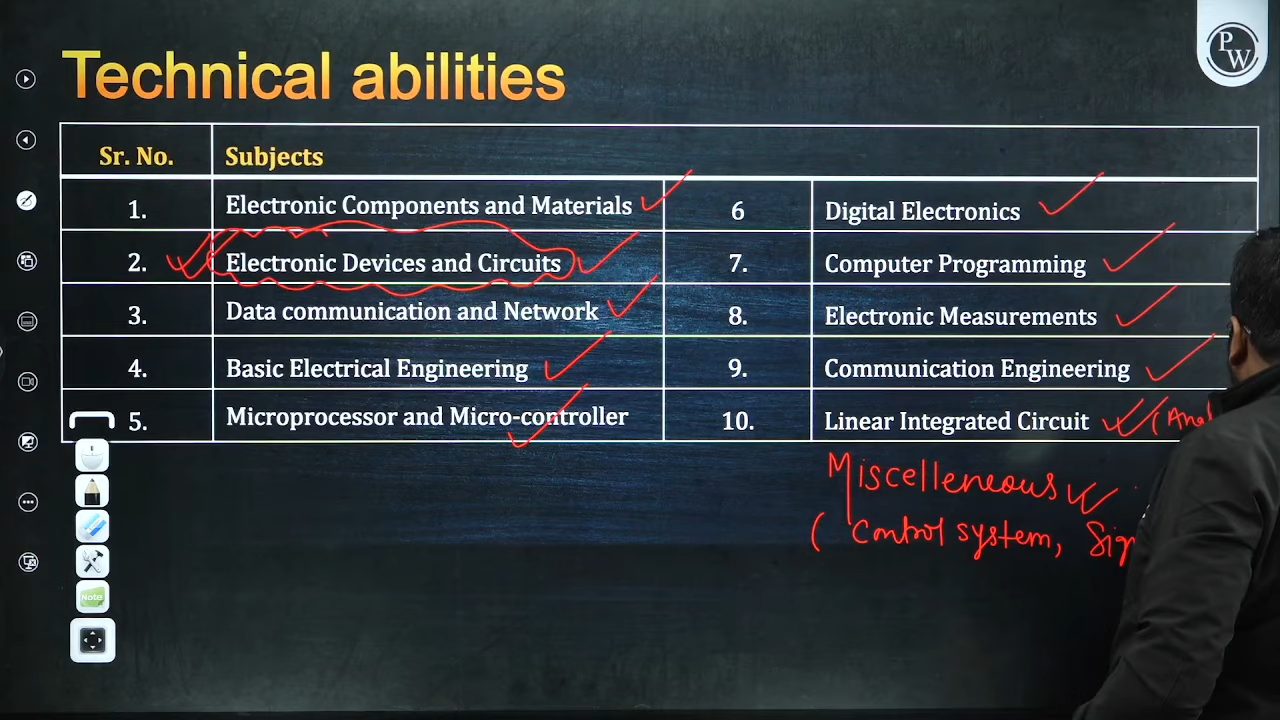 P
W
Technical abilities
Sr. No. Subjects
1. Electronic Components and Materials 6 Digital Electronics
2. Electronic Devices and Circuits 7. Computer Programming
3. Data communication and Network 8. Electronic Measurements
4. Basic Electrical Engineering 9. Communication Engineering
5. Microprocessor and Micro-controller 10. Linear Integrated Circuit
Miscelleneous
( Control system,
Note